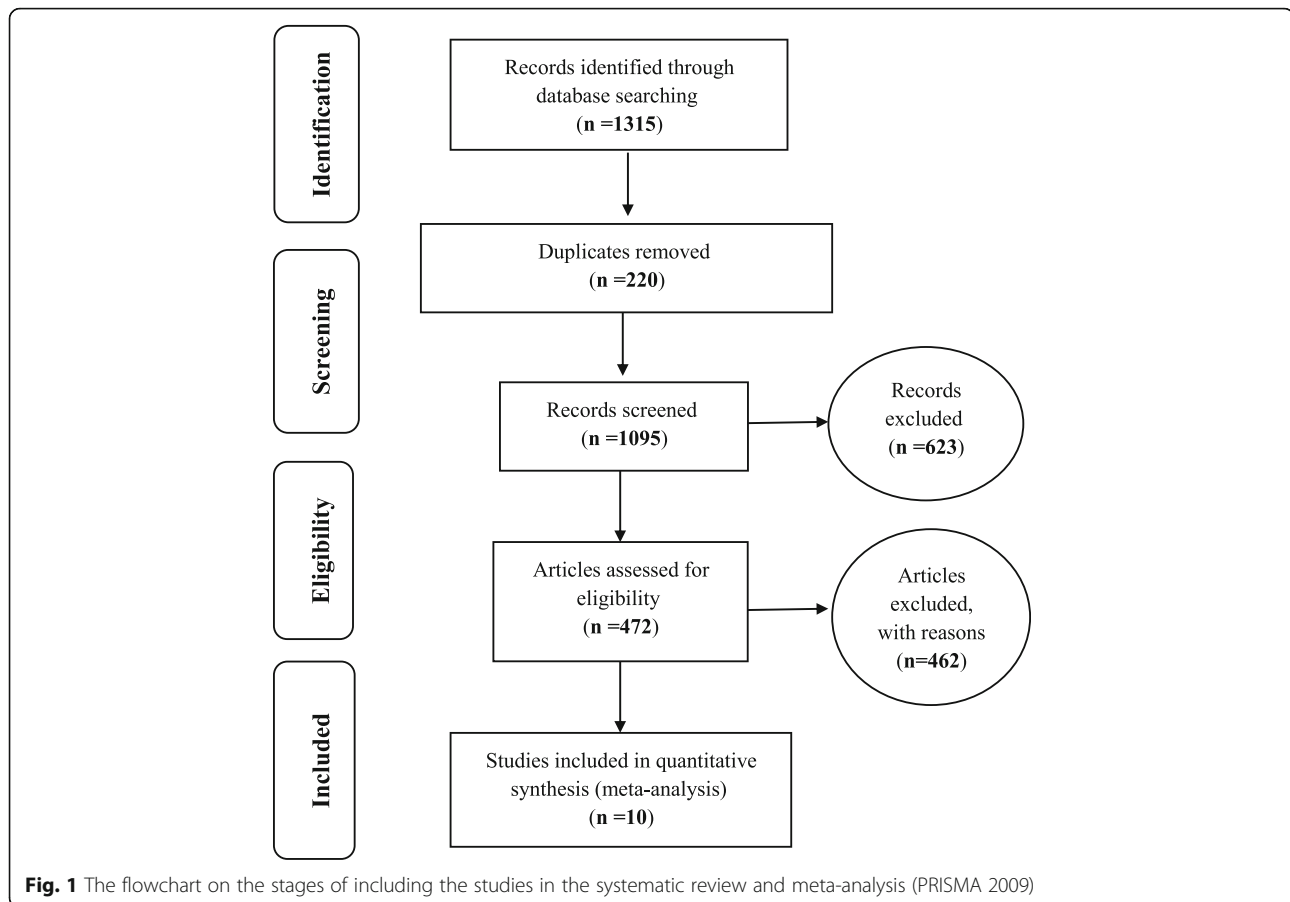 Identification
Records identified through
database searching
(n =1315)
Duplicates removed
(n =220)
Screening
Records screened
(n =1095)
Records
excluded
(n =623)
Eligibility
Articles assessed for
eligibility
(n =472)
Articles
excluded,
with reasons
(n=462)
Included
Studies included in quantitative
synthesis (meta-analysis)
(n =10)
Fig. 1 The flowchart on the stages of including the studies in the systematic review and meta-analysis (PRISMA 2009)